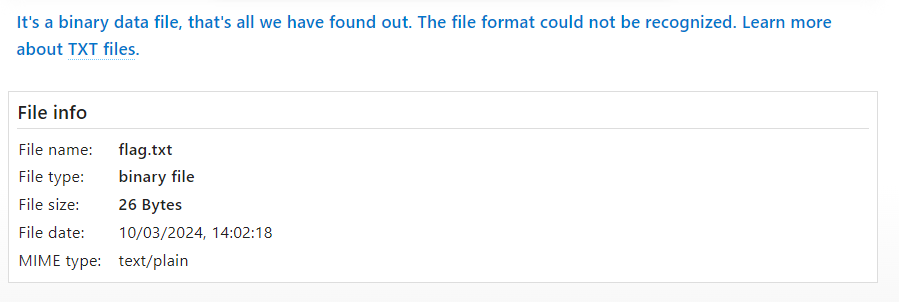 It's a binary data file, that's all we have found out. The file format could not be recognized. Learn more
about TXT files.
File info
File name: flag.txt
File type: binary file
File size: 26 Bytes
File date: 10/03/2024, 14:02:18
MIME type: text/plain